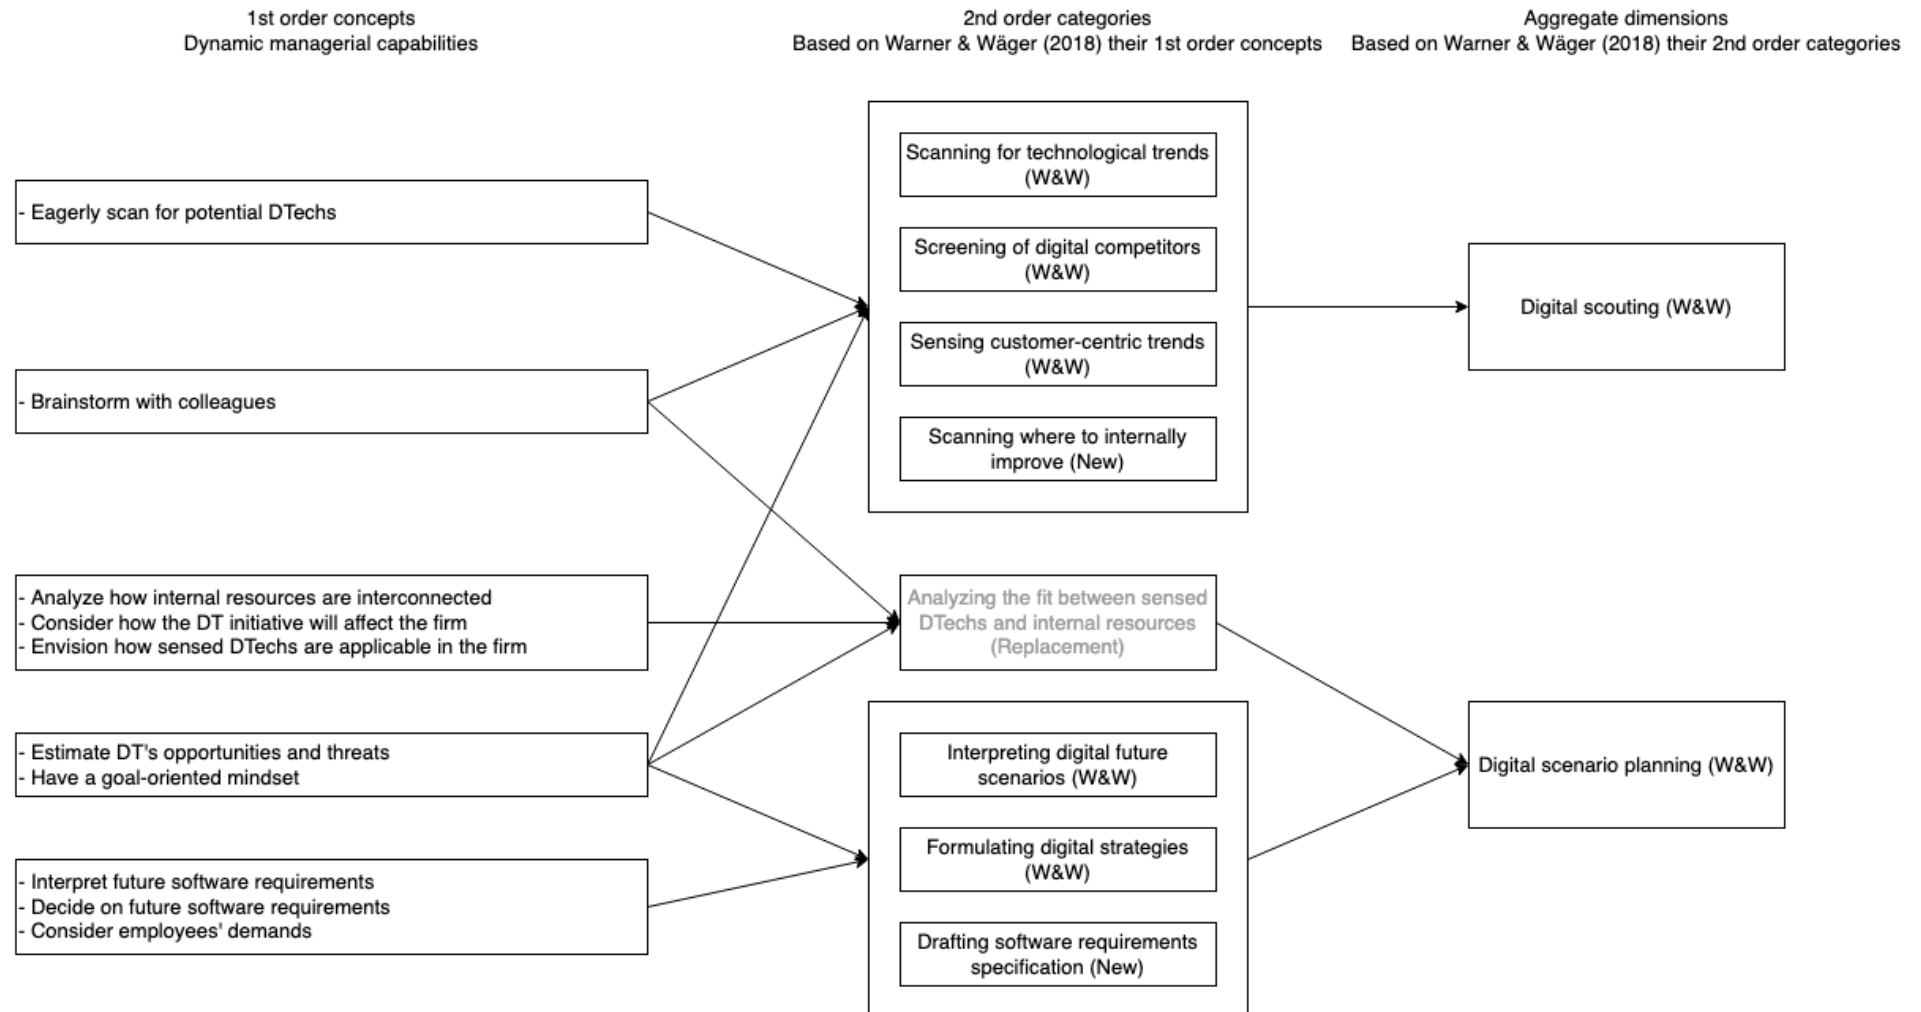 1st order concepts
Dynamic managerial capabilities
2nd order categories
Based on Warner & Wäger (2018) their 1st order concepts
Aggregate dimensions
Based on Warner & Wäger (2018) their 2nd order categories
- Eagerly scan for potential DTechs
- Brainstorm with colleagues
- Analyze how internal resources are interconnected
- Consider how the DT initiative will affect the firm
- Envision how sensed DTechs are applicable in the firm
- Estimate DT's opportunities and threats
- Have a goal-oriented mindset
- Interpret future software requirements
- Decide on future software requirements
- Consider employees' demands
Scanning for technological trends
(W&W)
Screening of digital competitors
(W&W)
Sensing customer-centric trends
(W&W)
Scanning where to internally
improve (New)
Analyzing the fit between sensed
DTechs and internal resources
(Replacement)
Interpreting digital future
scenarios (W&W)
Formulating digital strategies
(W&W)
Drafting software requirements
specification (New)
Digital scouting (W&W)
Digital scenario planning (W&W)